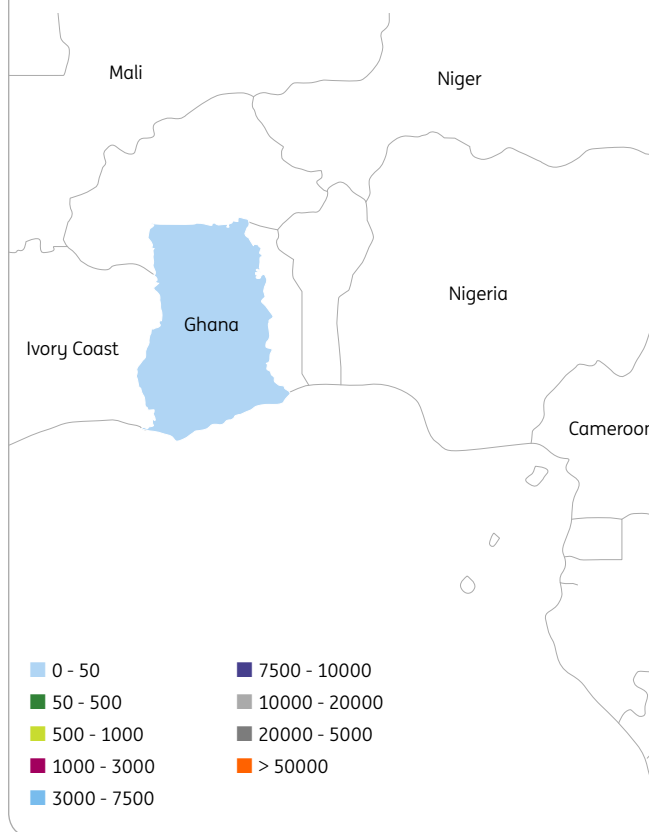 Mali
Niger
Nigeria
Ghana
Ivory Coast
Cameroon
0 - 50
50 - 500
500 - 1000
1000 - 3000
3000 - 7500
7500 - 10000
10000 - 20000
20000 - 5000
> 50000